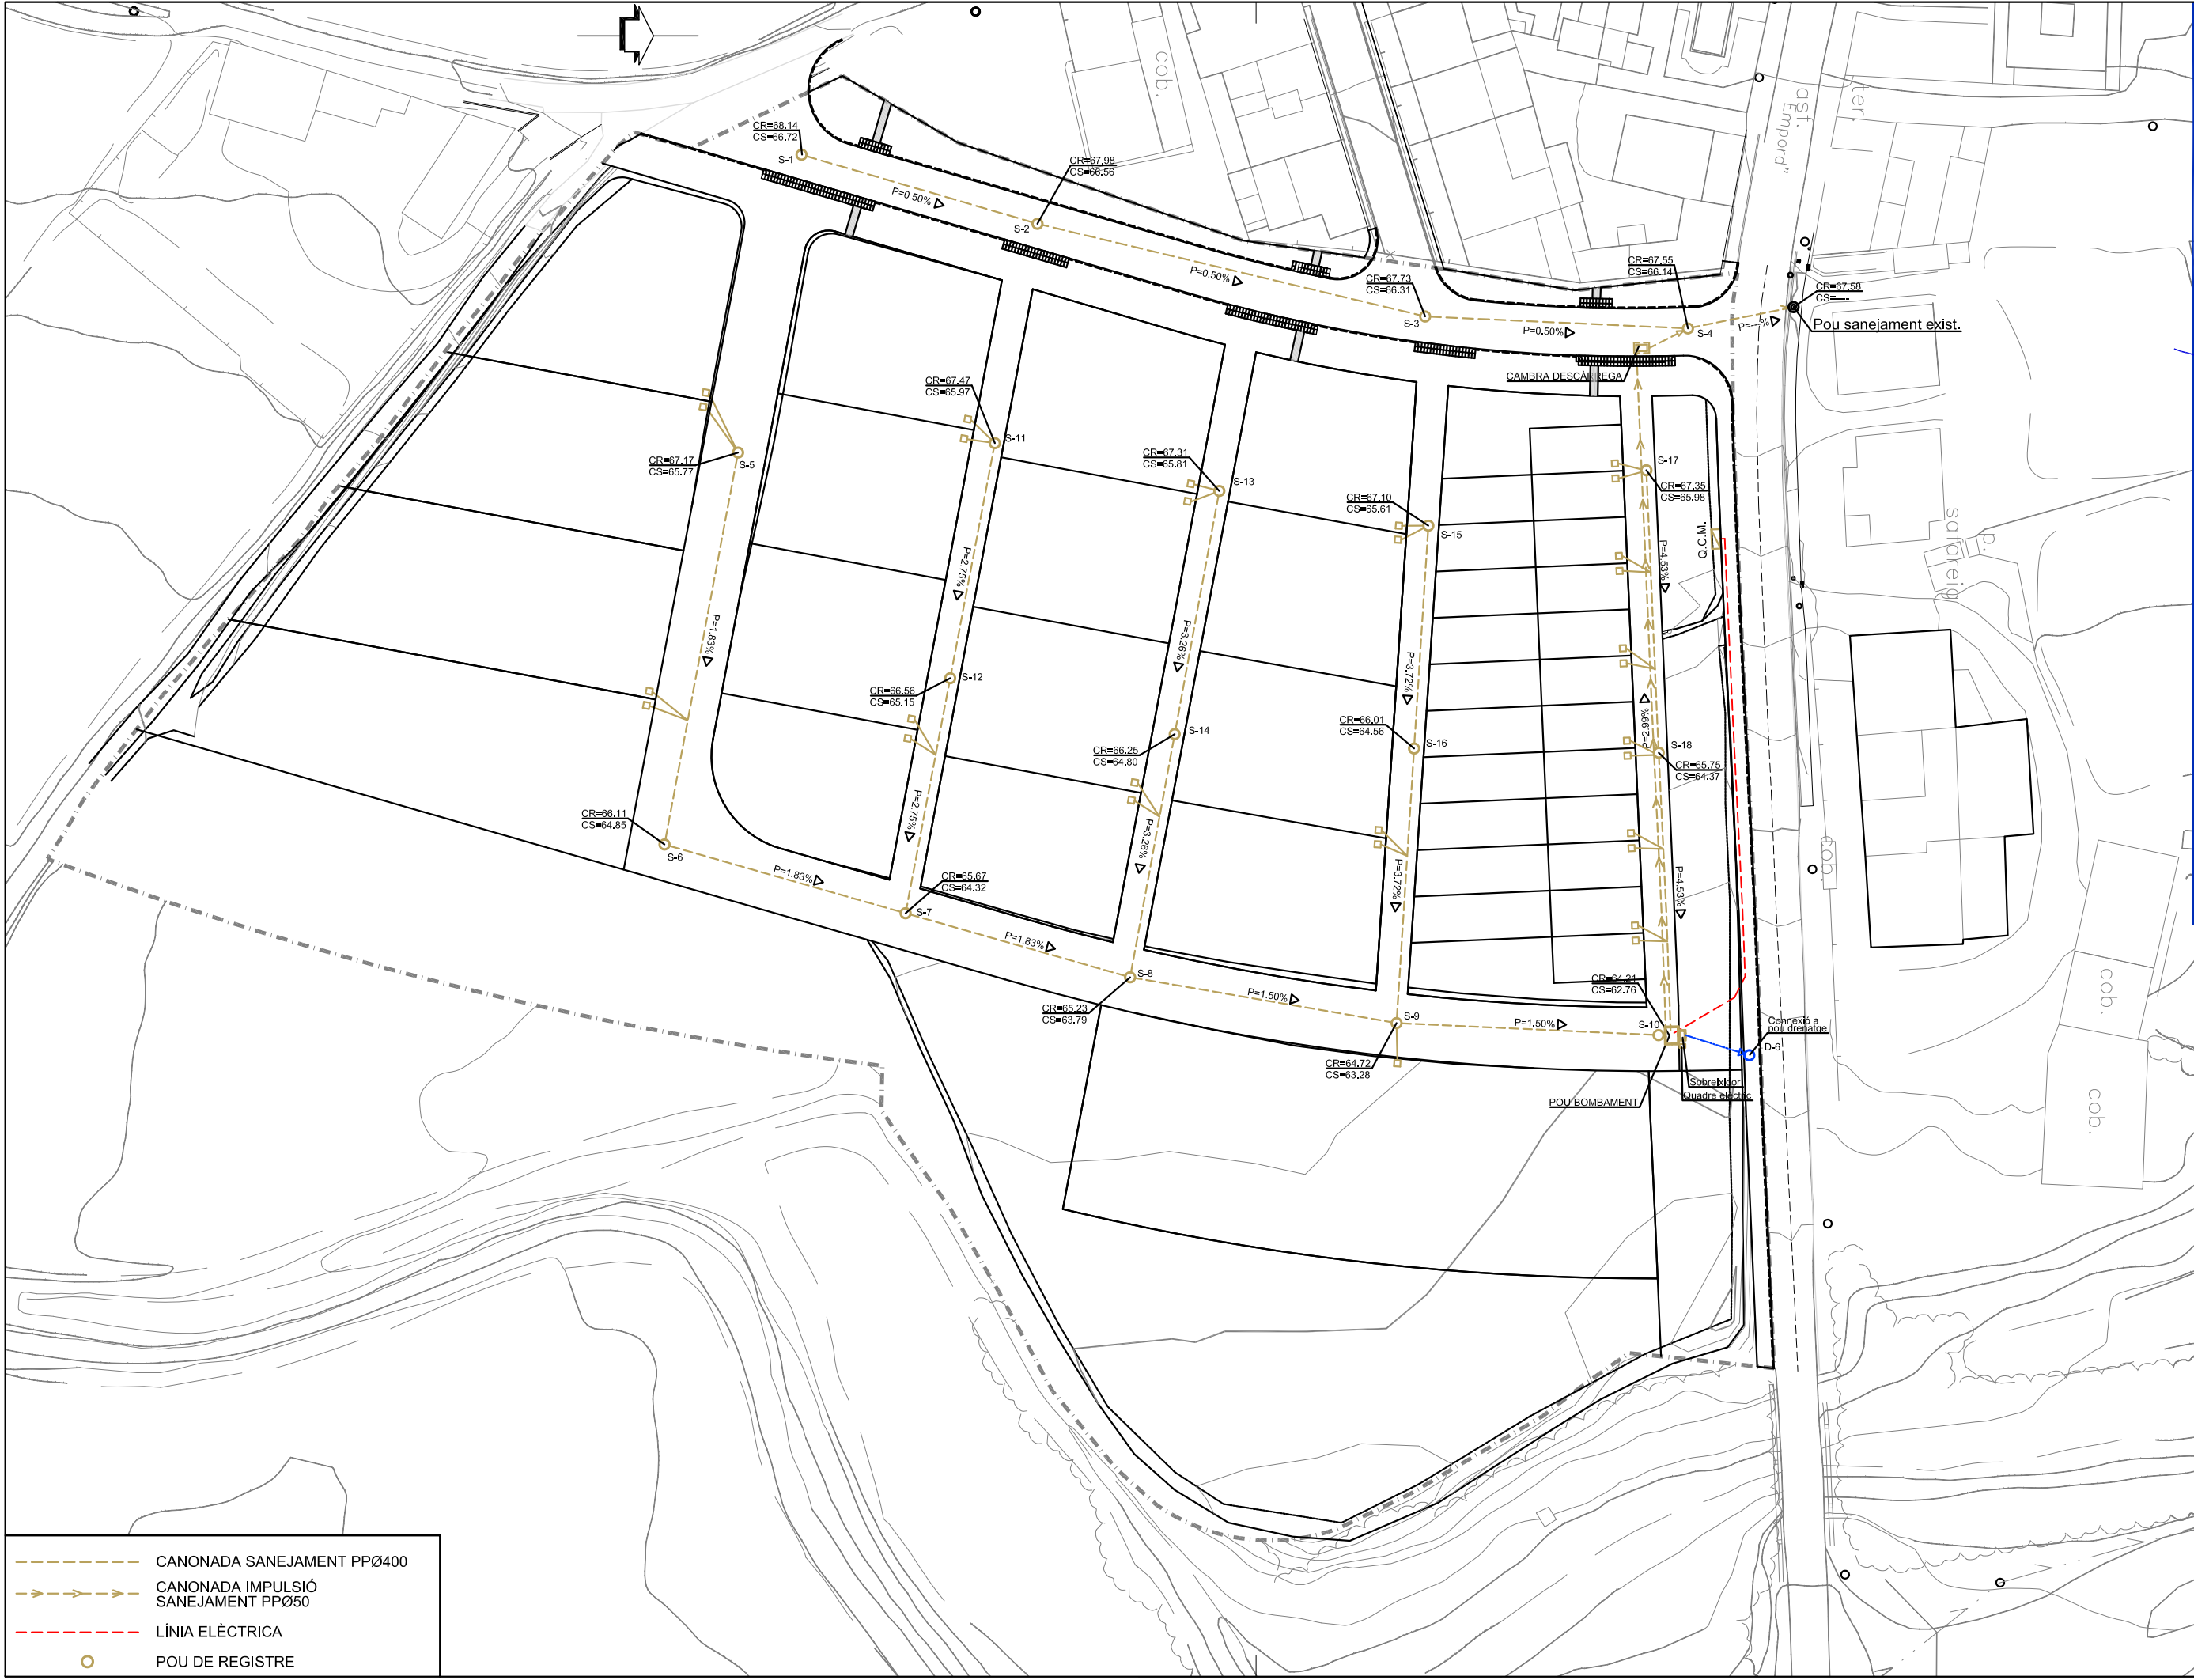 cob.
ter.
asf.
Empord"
CR=68.14
CS=66.72
S-1
P=0.50%
CR=67.98
CS=66.56
S-2
P=0.50%
CR=67.73
CS=66.31
S-3
P=0.50%
CR=67.55
CS=66.14
S-4
P=---%
CR=67.58
CS=----
Pou sanejament exist.
CAMBRA DESCÀRREGA
CR=67.17
CS=65.77
S-5
CR=67.47
CS=65.97
S-11
CR=67.31
CS=65.81
S-13
CR=67.10
CS=65.61
S-15
S-17
CR=67.35
CS=65.98
Q.C.M.
safareig
p.
P=1.83%
P=2.75%
P=3.26%
P=3.72%
P=4.53%
P=2.99%
CR=66.56
CS=65.15
S-12
CR=66.25
CS=64.80
S-14
CR=66.01
CS=64.56
S-16
S-18
CR=65.75
CS=64.37
CR=66.11
CS=64.85
S-6
P=1.83%
P=2.75%
P=3.26%
P=3.72%
P=4.53%
cob.
CR=65.67
CS=64.32
S-7
P=1.83%
CR=65.23
CS=63.79
S-8
P=1.50%
CR=64.72
CS=63.28
S-9
P=1.50%
CR=64.21
CS=62.76
S-10
Connexió a
pou drenatge
D-6
Sobreixidor
Quadre elèctric
POU BOMBAMENT
cob.
cob.
CANONADA SANEJAMENT PPØ400
CANONADA IMPULSIÓ
SANEJAMENT PPØ50
LÍNIA ELÈCTRICA
POU DE REGISTRE